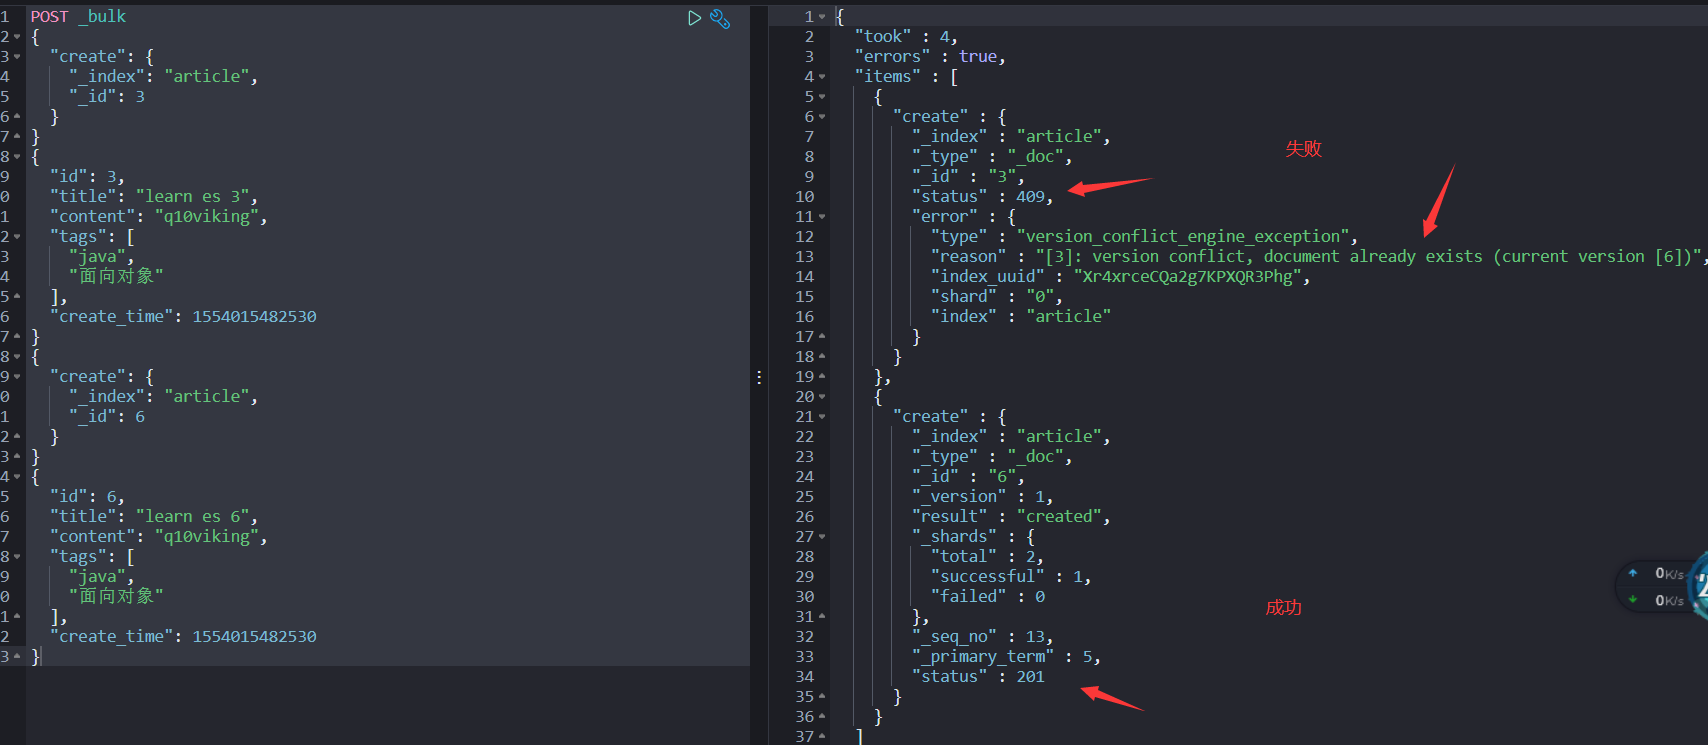 1 POST _bulk
2 {
3 "create": {
4 "_index": "article",
5 "_id": 3
6 }
7 }
8 {
9 "id": 3,
0 "title": "learn es 3",
1 "content": "q10viking",
2 "tags": [
3 "java",
4 "面向对象"
5 ],
6 "create_time": 1554015482530
7 }
8 {
9 "create": {
0 "_index": "article",
1 "_id": 6
2 }
3 }
4 {
5 "id": 6,
6 "title": "learn es 6",
7 "content": "q10viking",
8 "tags": [
9 "java",
0 "面向对象"
1 ],
2 "create_time": 1554015482530
3 }
1 {
2 "took" : 4,
3 "errors" : true,
4 "items" : [
5 {
6 "create" : {
7 "_index" : "article",
8 "_type" : "_doc",
失败
9 "_id" : "3",
10 "status" : 409,
11 "error" : {
12 "type" : "version_conflict_engine_exception",
13 "reason" : "[3]: version conflict, document already exists (current version [6])",
14 "index_uuid" : "Xr4xrceCQa2g7KPXQR3Phg",
15 "shard" : "0",
16 "index" : "article"
17 }
18 }
19 },
20 {
21 "create" : {
22 "_index" : "article",
23 "_type" : "_doc",
24 "_id" : "6",
25 "_version" : 1,
26 "result" : "created",
27 "_shards" : {
28 "total" : 2,
29 "successful" : 1,
30 "failed" : 0
成功
31 },
32 "_seq_no" : 13,
33 "_primary_term" : 5,
34 "status" : 201
35 }
36 }
37 ]
0K/s
0K/s